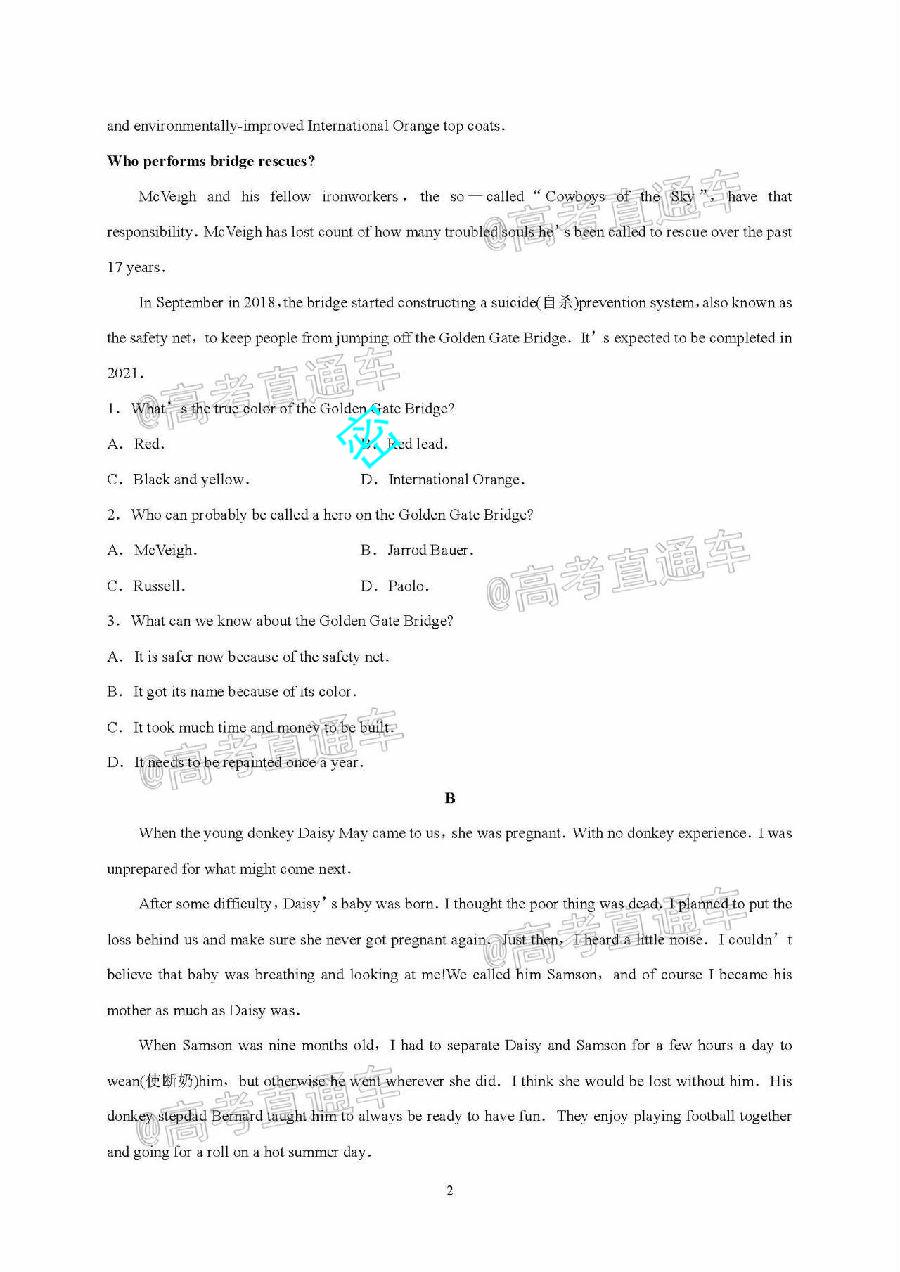 and environmentally-improved International Orange top coats.
Who performs bridge rescues?
McVeigh and his fellow ironworkers, the so—called “Cowboys of the Sky”, have that
responsibility. McVeigh has lost count of how many troubled souls he’s been called to rescue over the past
17 years.
In September in 2018,the bridge started constructing a suicide(自杀)prevention system,also known as
the safety net, to keep people from jumping off the Golden Gate Bridge. It’s expected to be completed in
2021.
@高考直通车
@高考直通车
1. What’s the true color of the Golden Gate Bridge?
密
A. Red. B. Red lead.
C. Black and yellow. D. International Orange.
2. Who can probably be called a hero on the Golden Gate Bridge?
A. McVeigh. B. Jarrod Bauer.
@高考直通车
C. Russell. D. Paolo.
3. What can we know about the Golden Gate Bridge?
A. It is safer now because of the safety net.
B. It got its name because of its color.
C. It took much time and money to be built.
@高考直通车
D. It needs to be repainted once a year.
B
When the young donkey Daisy May came to us, she was pregnant. With no donkey experience. I was
unprepared for what might come next.
After some difficulty, Daisy’s baby was born. I thought the poor thing was dead. I planned to put the
loss behind us and make sure she never got pregnant again. Just then, I heard a little noise. I couldn’t
@高考直通车
believe that baby was breathing and looking at me!We called him Samson, and of course I became his
mother as much as Daisy was.
When Samson was nine months old, I had to separate Daisy and Samson for a few hours a day to
wean(使断奶)him, but otherwise he went wherever she did. I think she would be lost without him. His
@高考直通车
donkey stepdad Bernard taught him to always be ready to have fun. They enjoy playing football together
and going for a roll on a hot summer day.
2